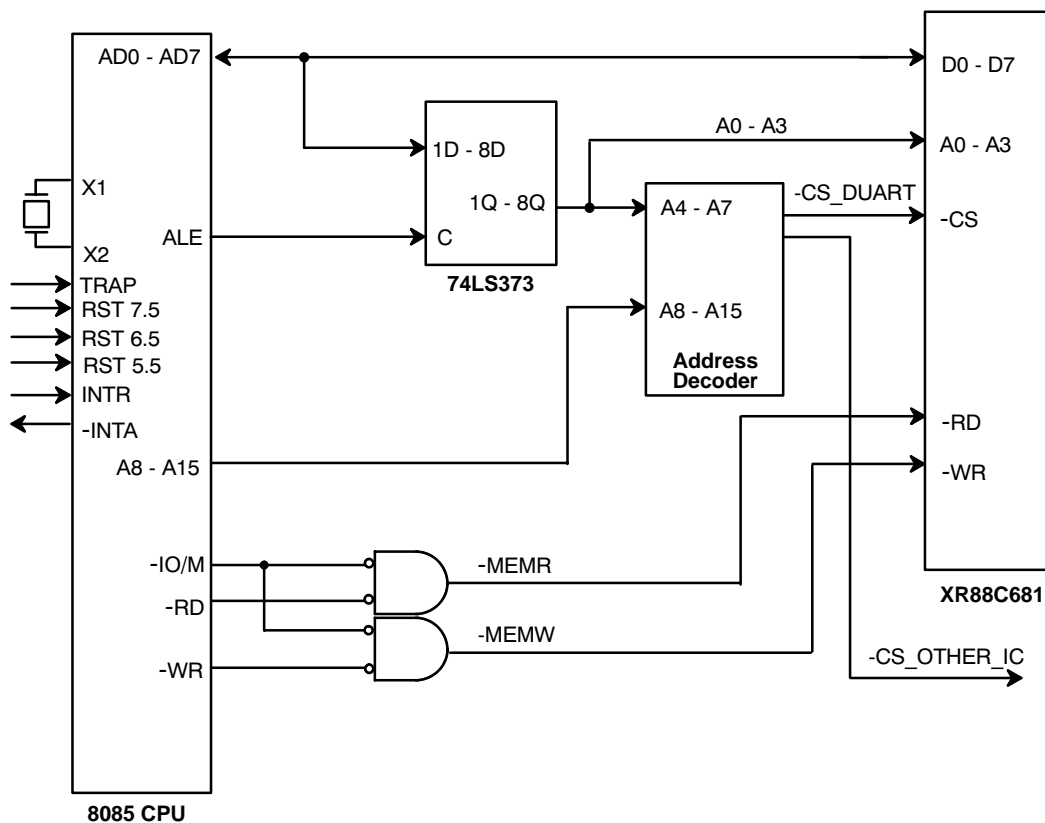 AD0 - AD7
X1
X2
ALE
TRAP
RST 7.5
RST 6.5
RST 5.5
INTR
-INTA
A8 - A15
-IO/M
-RD
-WR
8085 CPU
1D - 8D
1Q - 8Q
C
74LS373
A0 - A3
A4 - A7
A8 - A15
Address
Decoder
-CS_DUART
-MEMR
-MEMW
-CS_OTHER_IC
D0 - D7
A0 - A3
-CS
-RD
-WR
XR88C681